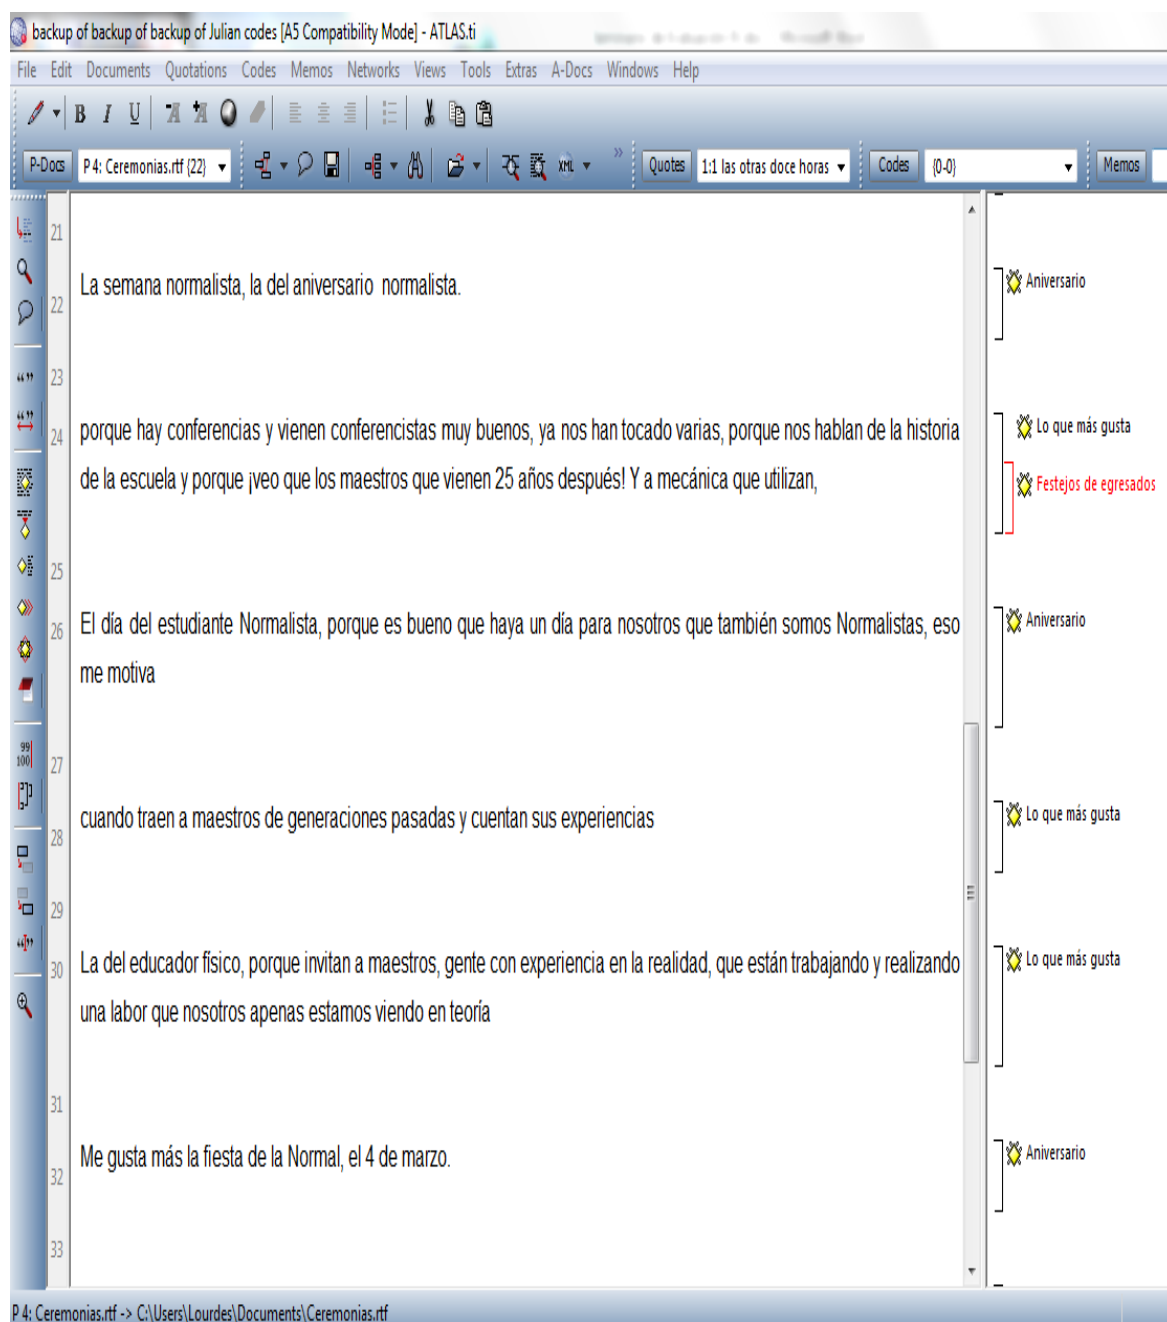 backup of backup of backup of Julian codes [A5 Compatibility Mode] - ATLAS.ti
File Edit Documents Quotations Codes Memos Networks Views Tools Extras A-Docs Windows Help
B I U A A
P-Docs P 4: Ceremonias.rtf {22} XML » Quotes 1:1 las otras doce horas Codes {0-0} Memos
21
22 La semana normalista, la del aniversario normalista. Aniversario
23
24 porque hay conferencias y vienen conferencistas muy buenos, ya nos han tocado varias, porque nos hablan de la historia Lo que más gusta
de la escuela y porque ¡veo que los maestros que vienen 25 años después! Y a mecánica que utilizan, Festejos de egresados
25
26 El día del estudiante Normalista, porque es bueno que haya un día para nosotros que también somos Normalistas, eso Aniversario
me motiva
27
28 cuando traen a maestros de generaciones pasadas y cuentan sus experiencias Lo que más gusta
29
30 La del educador físico, porque invitan a maestros, gente con experiencia en la realidad, que están trabajando y realizando Lo que más gusta
una labor que nosotros apenas estamos viendo en teoría
31
32 Me gusta más la fiesta de la Normal, el 4 de marzo. Aniversario
33
99
100
P 4: Ceremonias.rtf -> C:\Users\Lourdes\Documents\Ceremonias.rtf